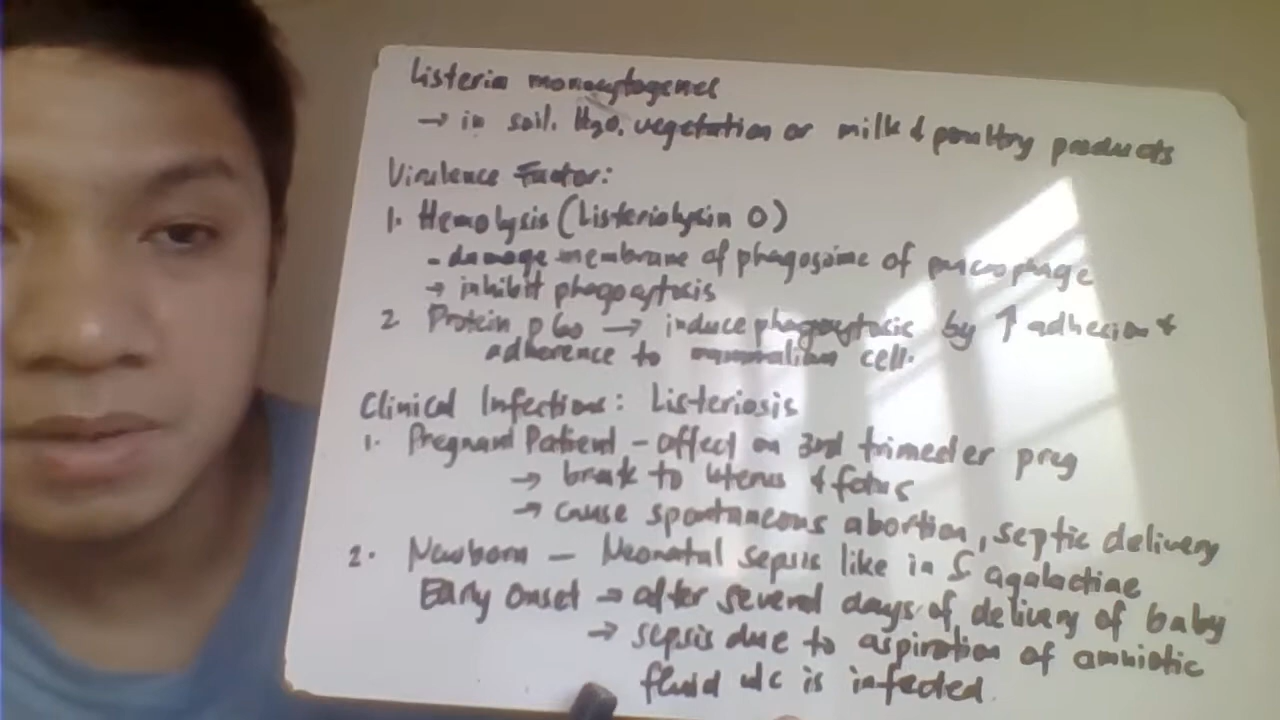 Listeria monocytogenes
→ in soil, H2O, vegetation or milk & poultry products
Virulence Factor:
1. Hemolysis (Listeriolysin O)
- damage membrane of phagosome of macrophage
→ inhibit phagocytosis
2. Protein p60 → induce phagocytosis by ↑ adhesion &
adherence to mammalian cell.
Clinical Infections: Listeriosis
1. Pregnant Patient - affect on 3rd trimester preg
→ break to uterus & fetus
→ cause spontaneous abortion, septic delivery
2. Newborn - Neonatal sepsis like in S agalactiae
Early Onset → after several days of delivery of baby
→ sepsis due to aspiration of amniotic
fluid wc is infected.